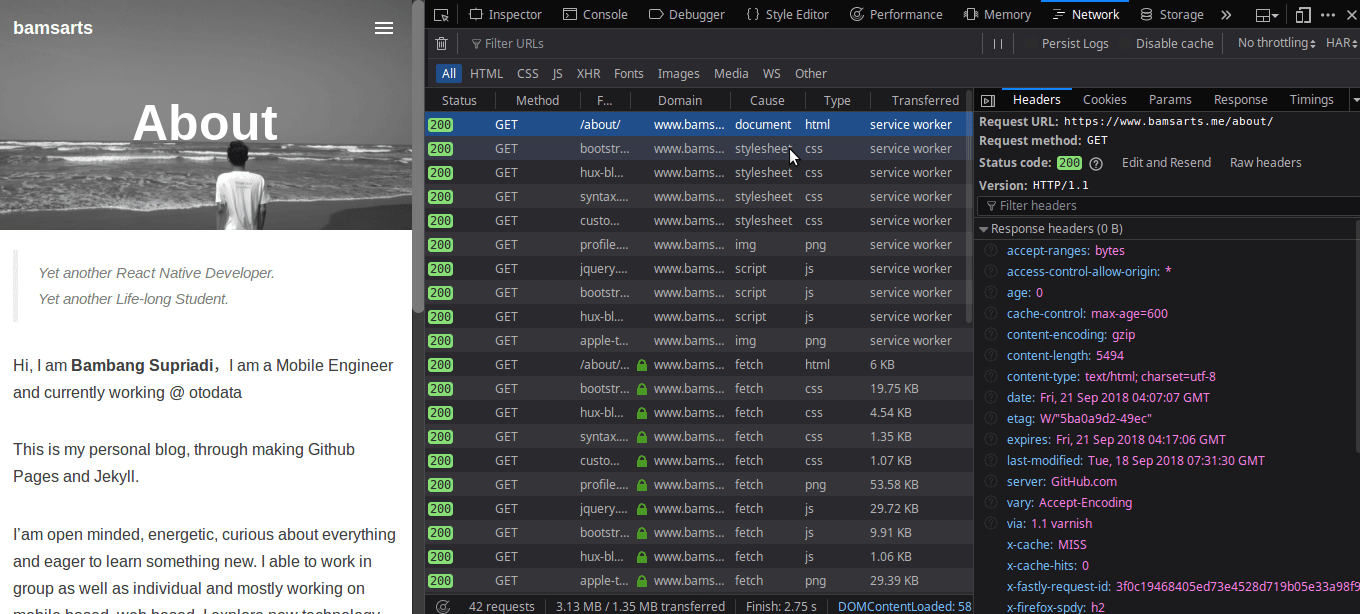 bamsarts
About
Yet another React Native Developer.
Yet another Life-long Student.
Hi, I am Bambang Supriadi，I am a Mobile Engineer
and currently working @ otodata
This is my personal blog, through making Github
Pages and Jekyll.
I’am open minded, energetic, curious about everything
and eager to learn something new. I able to work in
group as well as individual and mostly working on
mobile based, web based. I explore new technology
Inspector Console Debugger { } Style Editor Performance Memory Network Storage
Filter URLs Persist Logs Disable cache No throttling HAR
All HTML CSS JS XHR Fonts Images Media WS Other
Status Method F... Domain Cause Type Transferred
200 GET /about/ www.bams... document html service worker
200 GET bootstr... www.bams... stylesheet css service worker
200 GET hux-bl... www.bams... stylesheet css service worker
200 GET syntax.... www.bams... stylesheet css service worker
200 GET custo... www.bams... stylesheet css service worker
200 GET profile.... www.bams... img png service worker
200 GET jquery.... www.bams... script js service worker
200 GET bootstr... www.bams... script js service worker
200 GET hux-bl... www.bams... script js service worker
200 GET apple-t... www.bams... img png service worker
200 GET /about/... www.bams... fetch html 6 KB
200 GET bootstr... www.bams... fetch css 19.75 KB
200 GET hux-bl... www.bams... fetch css 4.54 KB
200 GET syntax.... www.bams... fetch css 1.35 KB
200 GET custo... www.bams... fetch css 1.07 KB
200 GET profile.... www.bams... fetch png 53.58 KB
200 GET jquery.... www.bams... fetch js 29.72 KB
200 GET bootstr... www.bams... fetch js 9.91 KB
200 GET hux-bl... www.bams... fetch js 1.06 KB
200 GET apple-t... www.bams... fetch png 29.39 KB
42 requests 3.13 MB / 1.35 MB transferred Finish: 2.75 s DOMContentLoaded: 58
Headers Cookies Params Response Timings
Request URL: https://www.bamsarts.me/about/
Request method: GET
Status code: 200 ? Edit and Resend Raw headers
Version: HTTP/1.1
Filter headers
Response headers (0 B)
accept-ranges: bytes
access-control-allow-origin: *
age: 0
cache-control: max-age=600
content-encoding: gzip
content-length: 5494
content-type: text/html; charset=utf-8
date: Fri, 21 Sep 2018 04:07:07 GMT
etag: W/"5ba0a9d2-49ec"
expires: Fri, 21 Sep 2018 04:17:06 GMT
last-modified: Tue, 18 Sep 2018 07:31:30 GMT
server: GitHub.com
vary: Accept-Encoding
via: 1.1 varnish
x-cache: MISS
x-cache-hits: 0
x-fastly-request-id: 3f0c19468405ed73e4528d719b05e33a98f9
x-firefox-spdy: h2